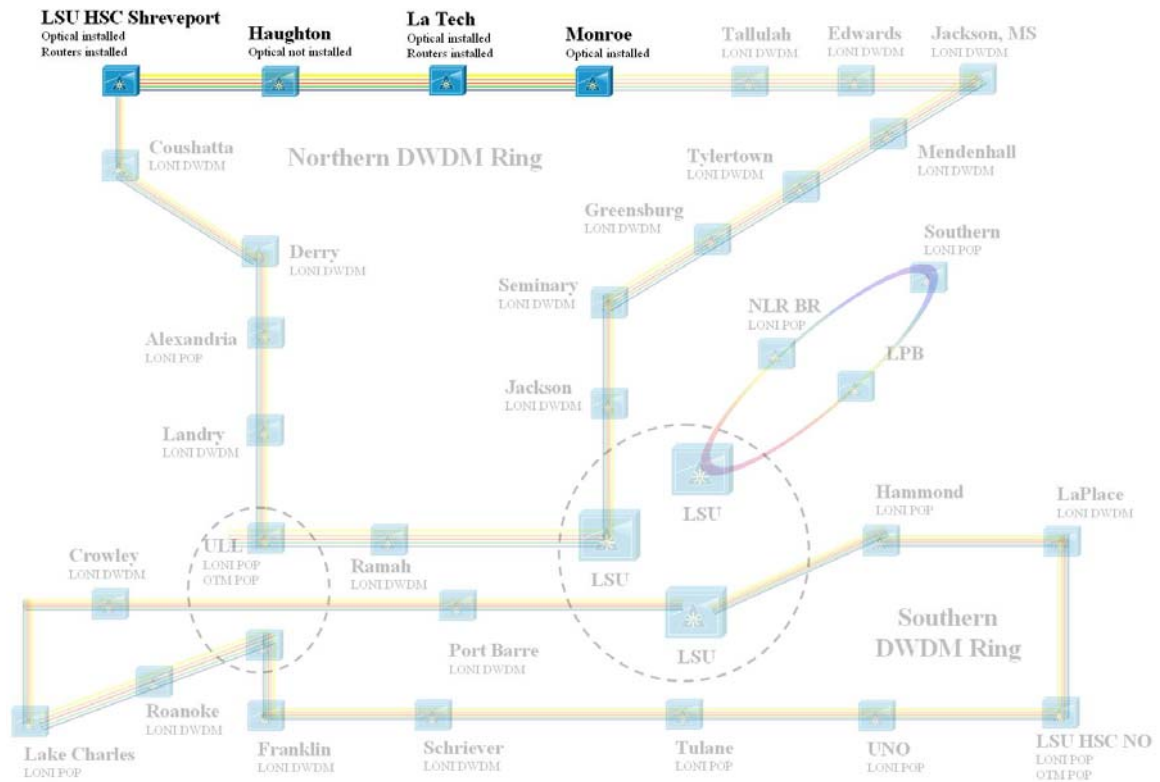 LSU HSC Shreveport
Optical installed
Routers installed
Haughton
Optical not installed
La Tech
Optical installed
Routers installed
Monroe
Optical installed
Tallulah
LONI DWDM
Edwards
LONI DWDM
Jackson, MS
LONI DWDM
Coushatta
LONI DWDM
Northern DWDM Ring
Tylertown
LONI DWDM
Mendenhall
LONI DWDM
Greensburg
LONI DWDM
Derry
LONI DWDM
Southern
LONI POP
Seminary
LONI DWDM
NLR BR
LONI POP
Alexandria
LONI POP
LPB
Jackson
LONI DWDM
Landry
LONI DWDM
LSU
Hammond
LONI POP
LaPlace
LONI DWDM
ULL
LONI POP
OTM POP
Ramah
LONI DWDM
LSU
Crowley
LONI DWDM
Port Barre
LONI DWDM
LSU
Southern
DWDM Ring
Roanoke
LONI DWDM
Lake Charles
LONI POP
Franklin
LONI DWDM
Schriever
LONI DWDM
Tulane
LONI POP
UNO
LONI POP
LSU HSC NO
LONI POP
OTM POP